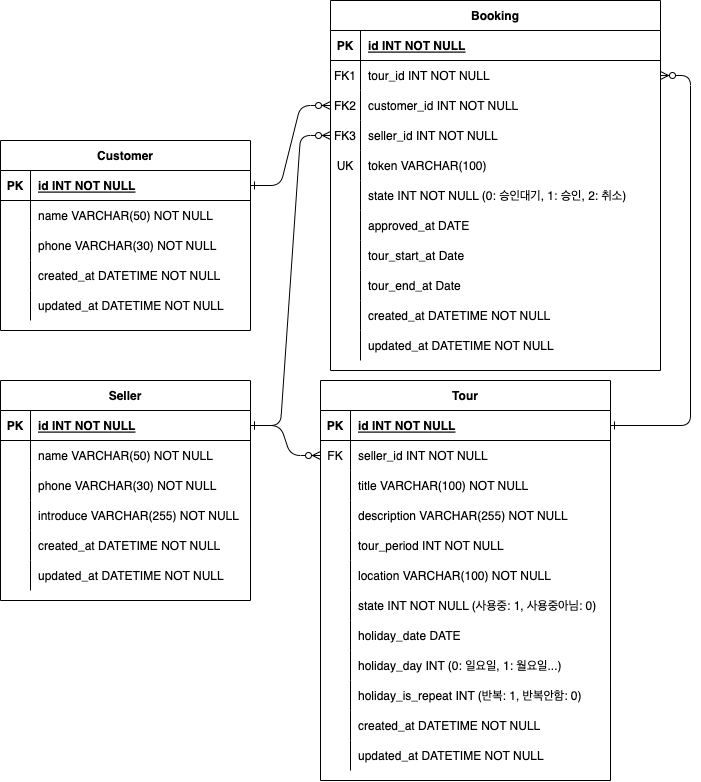 Booking
PK id INT NOT NULL
FK1 tour_id INT NOT NULL
FK2 customer_id INT NOT NULL
FK3 seller_id INT NOT NULL
UK token VARCHAR(100)
state INT NOT NULL (0: 승인대기, 1: 승인, 2: 취소)
approved_at DATE
tour_start_at Date
tour_end_at Date
created_at DATETIME NOT NULL
updated_at DATETIME NOT NULL
Customer
PK id INT NOT NULL
name VARCHAR(50) NOT NULL
phone VARCHAR(30) NOT NULL
created_at DATETIME NOT NULL
updated_at DATETIME NOT NULL
Seller
PK id INT NOT NULL
name VARCHAR(50) NOT NULL
phone VARCHAR(30) NOT NULL
introduce VARCHAR(255) NOT NULL
created_at DATETIME NOT NULL
updated_at DATETIME NOT NULL
Tour
PK id INT NOT NULL
FK seller_id INT NOT NULL
title VARCHAR(100) NOT NULL
description VARCHAR(255) NOT NULL
tour_period INT NOT NULL
location VARCHAR(100) NOT NULL
state INT NOT NULL (사용중: 1, 사용중아님: 0)
holiday_date DATE
holiday_day INT (0: 일요일, 1: 월요일...)
holiday_is_repeat INT (반복: 1, 반복안함: 0)
created_at DATETIME NOT NULL
updated_at DATETIME NOT NULL